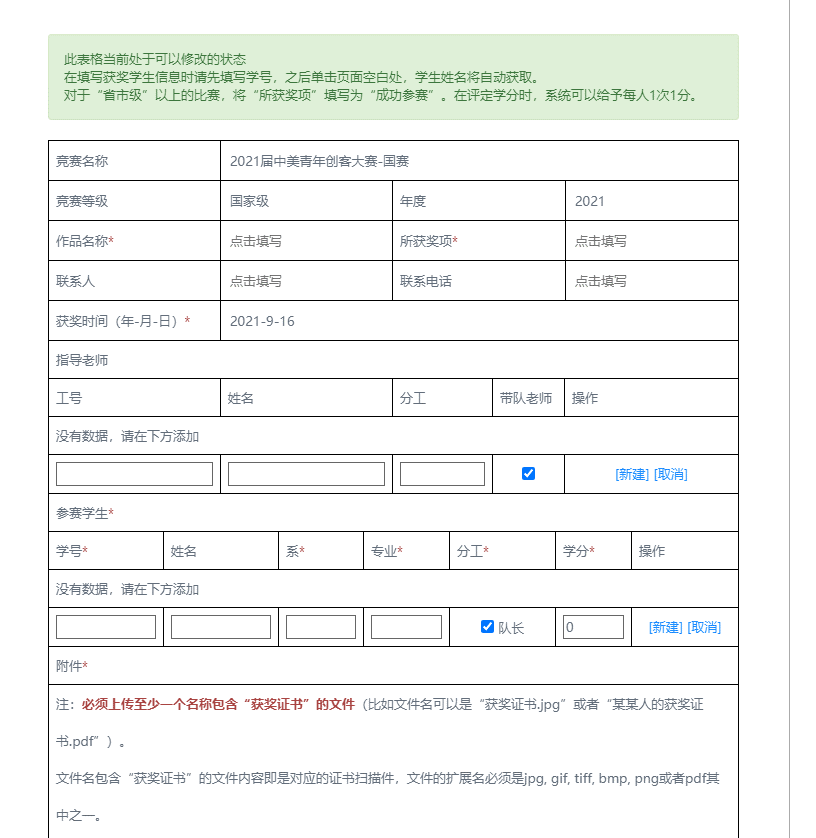 此表格当前处于可以修改的状态
在填写获奖学生信息时请先填写学号，之后单击页面空白处，学生姓名将自动获取。
对于“省市级”以上的比赛，将“所获奖项”填写为“成功参赛”。在评定学分时，系统可以给予每人1次1分。
竞赛名称 2021届中美青年创客大赛-国赛
竞赛等级 国家级 年度 2021
作品名称* 点击填写 所获奖项* 点击填写
联系人 点击填写 联系电话 点击填写
获奖时间（年-月-日）* 2021-9-16
指导老师
工号 姓名 分工 带队老师 操作
没有数据，请在下方添加
[新建] [取消]
参赛学生*
学号* 姓名 系* 专业* 分工* 学分* 操作
没有数据，请在下方添加
队长 0 [新建] [取消]
附件*
注：必须上传至少一个名称包含“获奖证书”的文件（比如文件名可以是“获奖证书.jpg”或者“某某人的获奖证
书.pdf”）。
文件名包含“获奖证书”的文件内容即是对应的证书扫描件，文件的扩展名必须是jpg, gif, tiff, bmp, png或者pdf其
中之一。